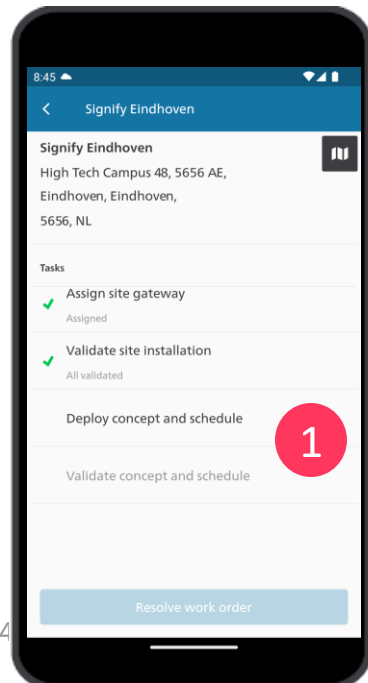 8:45
Signify Eindhoven
Signify Eindhoven
High Tech Campus 48, 5656 AE,
Eindhoven, Eindhoven,
5656, NL
Tasks
Assign site gateway
Assigned
Validate site installation
All validated
Deploy concept and schedule
1
Validate concept and schedule
Resolve work order
4